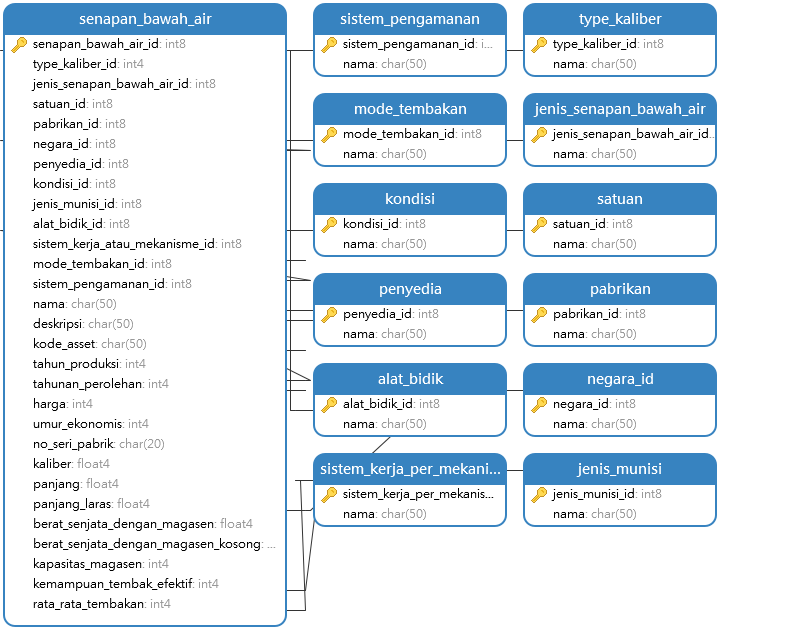 senapan_bawah_air
senapan_bawah_air_id: int8
type_kaliber_id: int4
jenis_senapan_bawah_air_id: int8
satuan_id: int8
pabrikan_id: int8
negara_id: int8
penyedia_id: int8
kondisi_id: int8
jenis_munisi_id: int8
alat_bidik_id: int8
sistem_kerja_atau_mekanisme_id: int8
mode_tembakan_id: int8
sistem_pengamanan_id: int8
nama: char(50)
deskripsi: char(50)
kode_asset: char(50)
tahun_produksi: int4
tahunan_perolehan: int4
harga: int4
umur_ekonomis: int4
no_seri_pabrik: char(20)
kaliber: float4
panjang: float4
panjang_laras: float4
berat_senjata_dengan_magasen: float4
berat_senjata_dengan_magasen_kosong: ...
kapasitas_magasen: int4
kemampuan_tembak_efektif: int4
rata_rata_tembakan: int4
sistem_pengamanan
sistem_pengamanan_id: i...
nama: char(50)
type_kaliber
type_kaliber_id: int8
nama: char(50)
mode_tembakan
mode_tembakan_id: int8
nama: char(50)
jenis_senapan_bawah_air
jenis_senapan_bawah_air_id...
nama: char(50)
kondisi
kondisi_id: int8
nama: char(50)
satuan
satuan_id: int8
nama: char(50)
penyedia
penyedia_id: int8
nama: char(50)
pabrikan
pabrikan_id: int8
nama: char(50)
alat_bidik
alat_bidik_id: int8
nama: char(50)
negara_id
negara_id: int8
nama: char(50)
sistem_kerja_per_mekani...
sistem_kerja_per_mekanis...
nama: char(50)
jenis_munisi
jenis_munisi_id: int8
nama: char(50)